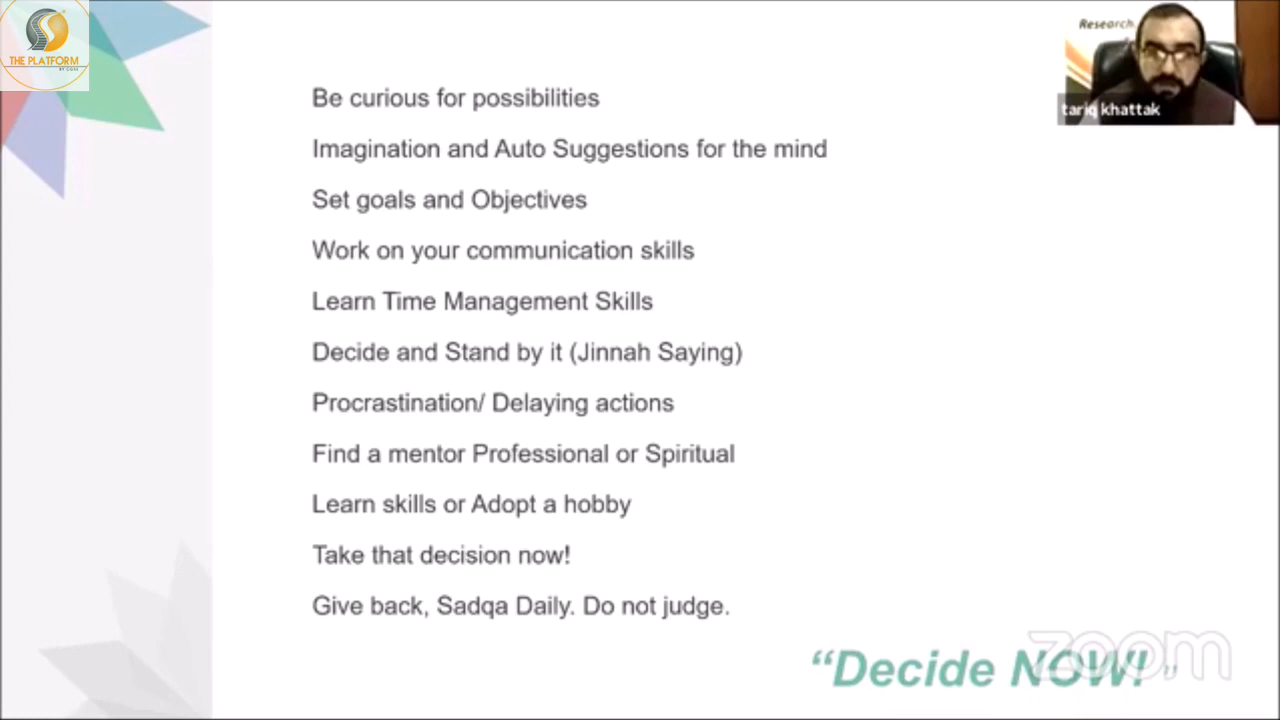 THE PLATFORM
Research
tariq khattak
Be curious for possibilities
Imagination and Auto Suggestions for the mind
Set goals and Objectives
Work on your communication skills
Learn Time Management Skills
Decide and Stand by it (Jinnah Saying)
Procrastination/ Delaying actions
Find a mentor Professional or Spiritual
Learn skills or Adopt a hobby
Take that decision now!
Give back, Sadqa Daily. Do not judge.
zoom
“Decide NOW! ”